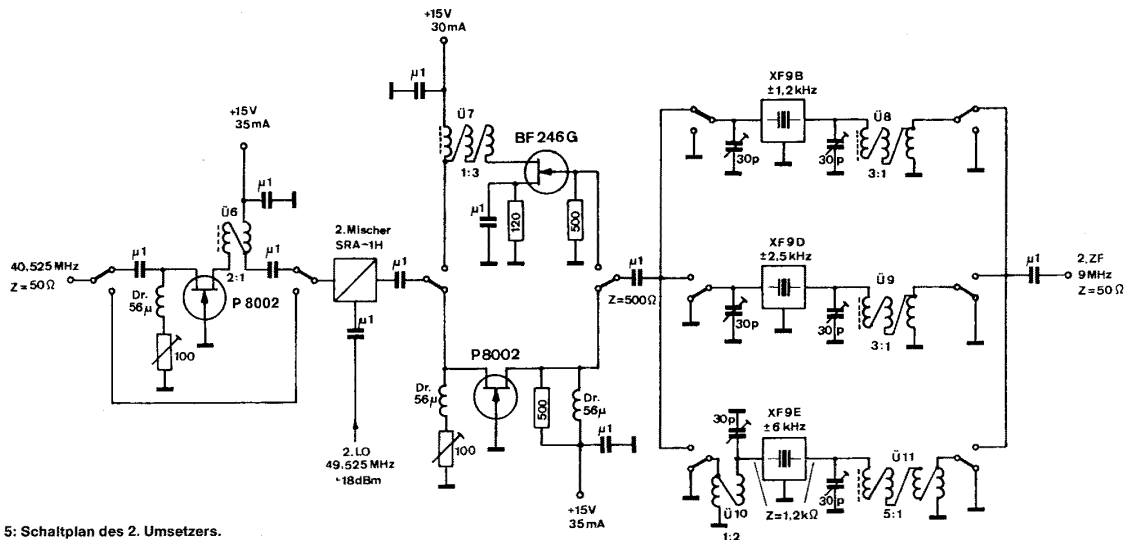 +15V
30mA
µ1
Ü7
1:3
BF 246G
µ1
120
500
+15V
35mA
µ1
Ü6
2:1
µ1
40.525MHz
Z=50Ω
µ1
Dr.
56µ
100
P 8002
2.Mischer
SRA-1H
µ1
µ1
2.LO
49.525MHz
+18dBm
P8002
Dr.
56µ
100
500
Dr.
56µ
µ1
+15V
35mA
µ1
Z=500Ω
XF9B
±1,2kHz
30p
30p
Ü8
3:1
XF9D
±2,5kHz
30p
30p
Ü9
3:1
XF9E
±6kHz
30p
30p
Ü10
1:2
Z=1,2kΩ
Ü11
5:1
µ1
2.ZF
9MHz
Z=50Ω
5: Schaltplan des 2. Umsetzers.